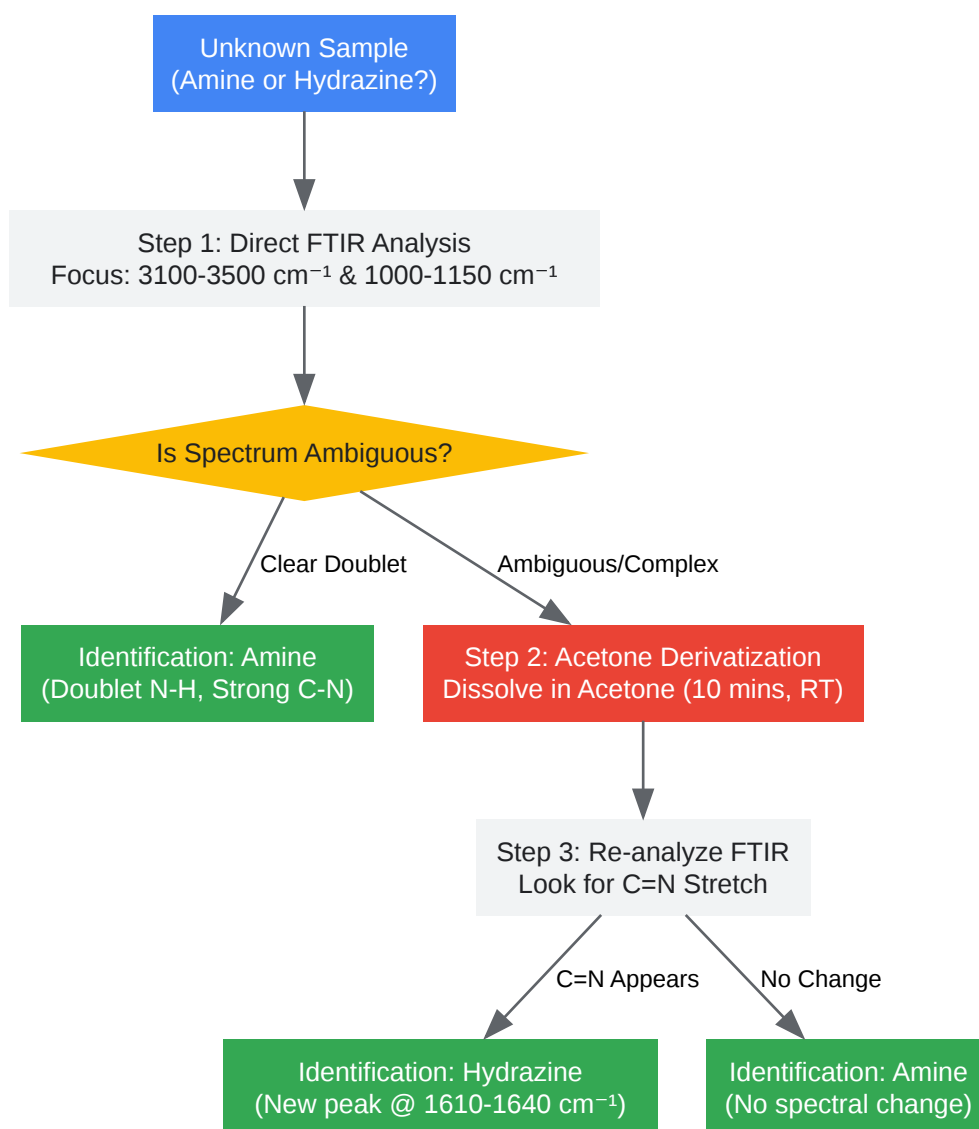 Unknown Sample
(Amine or Hydrazine?)
Step 1: Direct FTIR Analysis
Focus: 3100-3500 cm⁻¹ & 1000-1150 cm⁻¹
Is Spectrum Ambiguous?
Clear Doublet
Ambiguous/Complex
Identification: Amine
(Doublet N-H, Strong C-N)
Step 2: Acetone Derivatization
Dissolve in Acetone (10 mins, RT)
Step 3: Re-analyze FTIR
Look for C=N Stretch
C=N Appears
No Change
Identification: Hydrazine
(New peak @ 1610-1640 cm⁻¹)
Identification: Amine
(No spectral change)